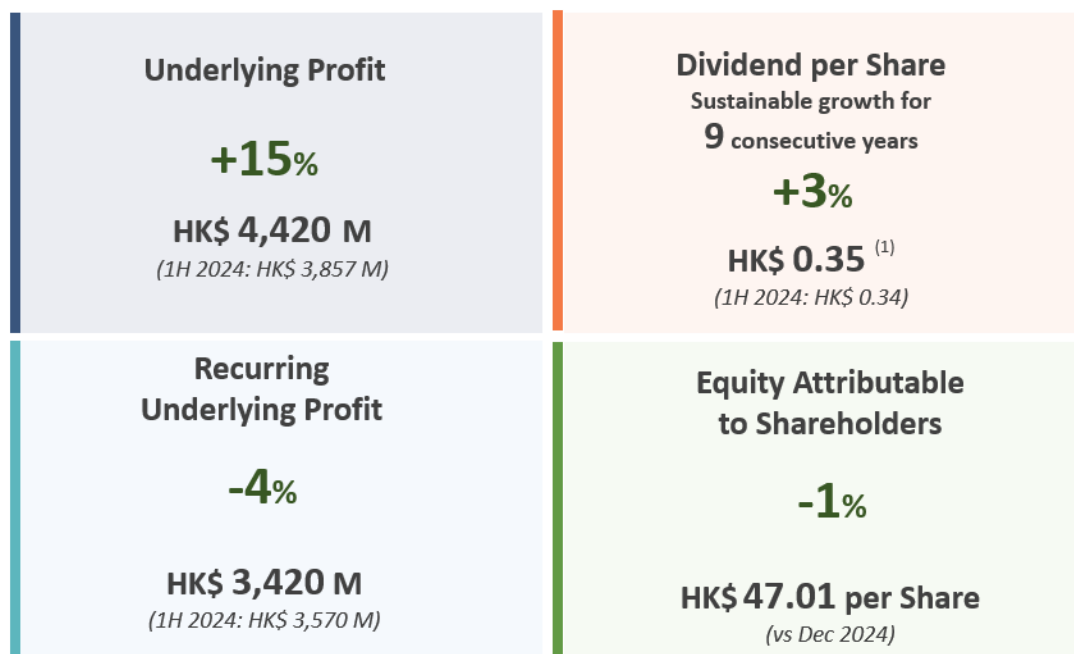 Underlying Profit
+15%
HK$ 4,420 M
(1H 2024: HK$ 3,857 M)
Dividend per Share
Sustainable growth for
9 consecutive years
+3%
HK$ 0.35 (1)
(1H 2024: HK$ 0.34)
Recurring
Underlying Profit
-4%
HK$ 3,420 M
(1H 2024: HK$ 3,570 M)
Equity Attributable
to Shareholders
-1%
HK$ 47.01 per Share
(vs Dec 2024)